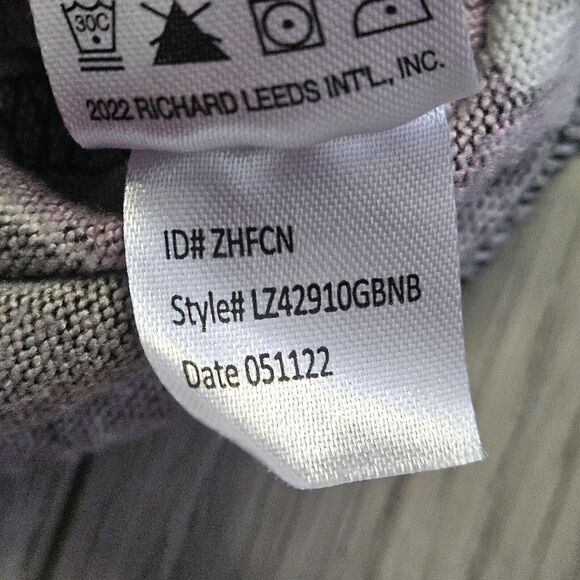 30C
2022 RICHARD LEEDS INT'L., INC.
ID# ZHFCN
Style# LZ42910GBNB
Date 051122